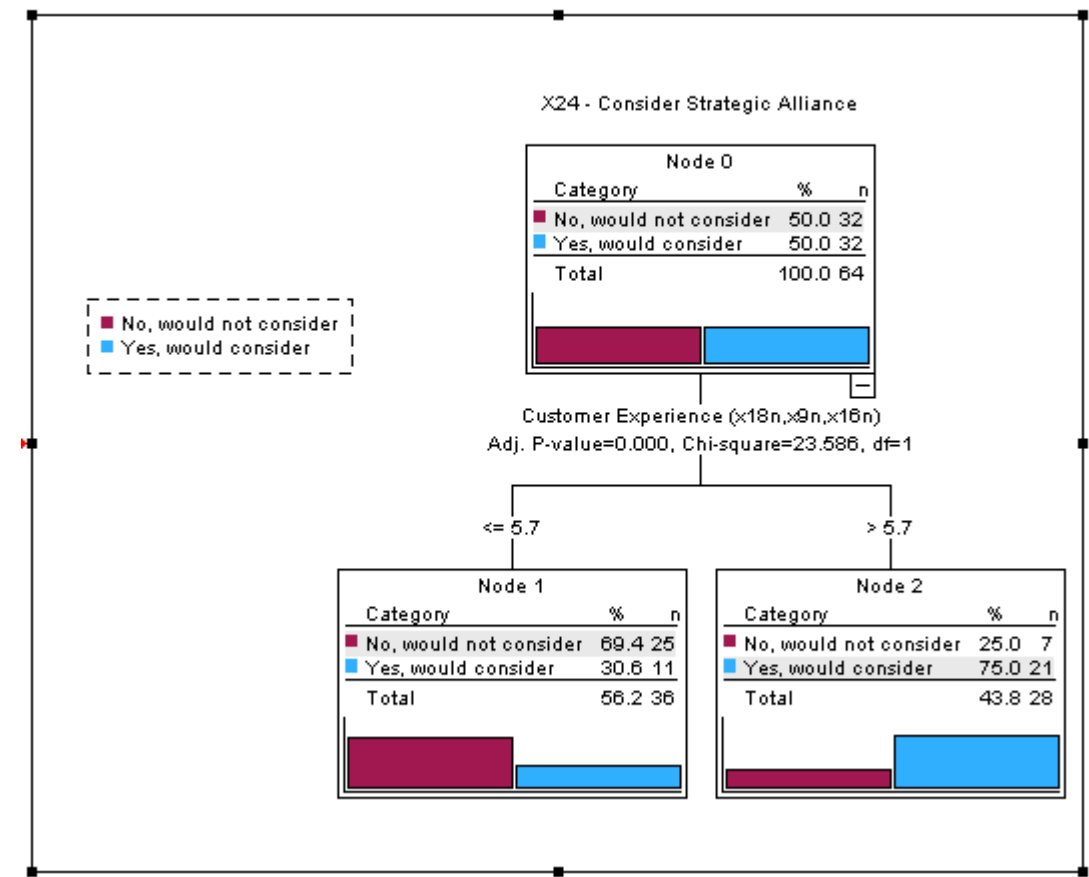 X24 - Consider Strategic Alliance
Node 0
Category % n
No, would not consider 50.0 32
Yes, would consider 50.0 32
Total 100.0 64
No, would not consider
Yes, would consider
Customer Experience (x18n,x9n,x16n)
Adj. P-value=0.000, Chi-square=23.586, df=1
<= 5.7
> 5.7
Node 1
Category % n
No, would not consider 69.4 25
Yes, would consider 30.6 11
Total 56.2 36
Node 2
Category % n
No, would not consider 25.0 7
Yes, would consider 75.0 21
Total 43.8 28